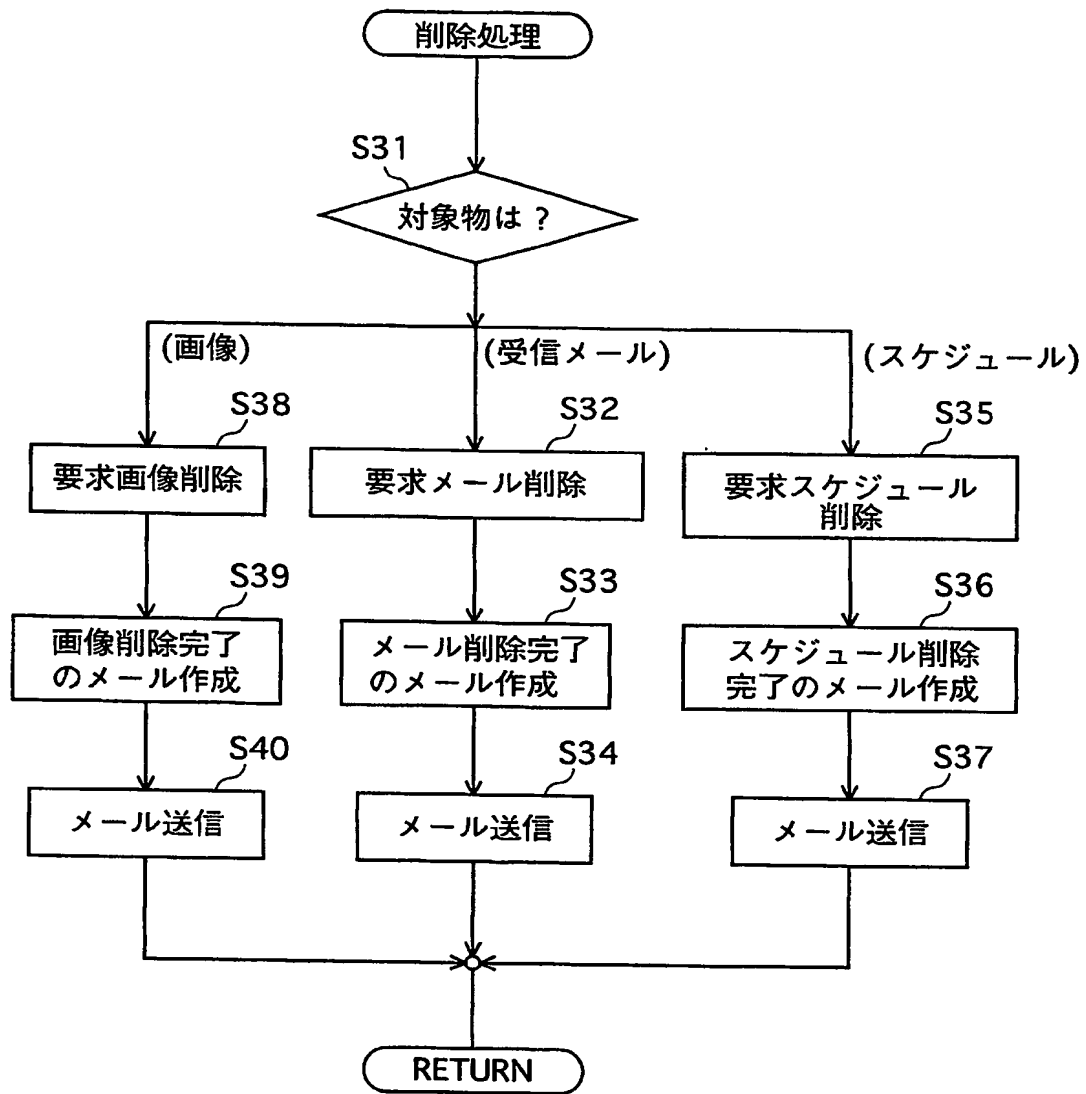 削除処理
S31
対象物は？
(画像)
(受信メール)
(スケジュール)
S38
要求画像削除
S32
要求メール削除
S35
要求スケジュール
削除
S39
画像削除完了
のメール作成
S33
メール削除完了
のメール作成
S36
スケジュール削除
完了のメール作成
S40
メール送信
S34
メール送信
S37
メール送信
RETURN